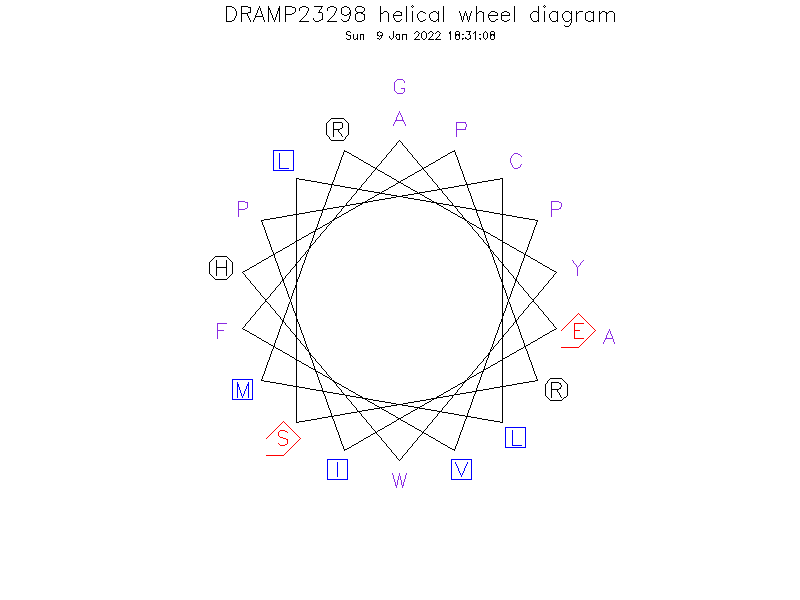 DRAMP23298 helical wheel diagram
Sun 9 Jan 2022 18:31:08
G
R A P
L C
P P
H Y
F E A
M R
S L
I W V